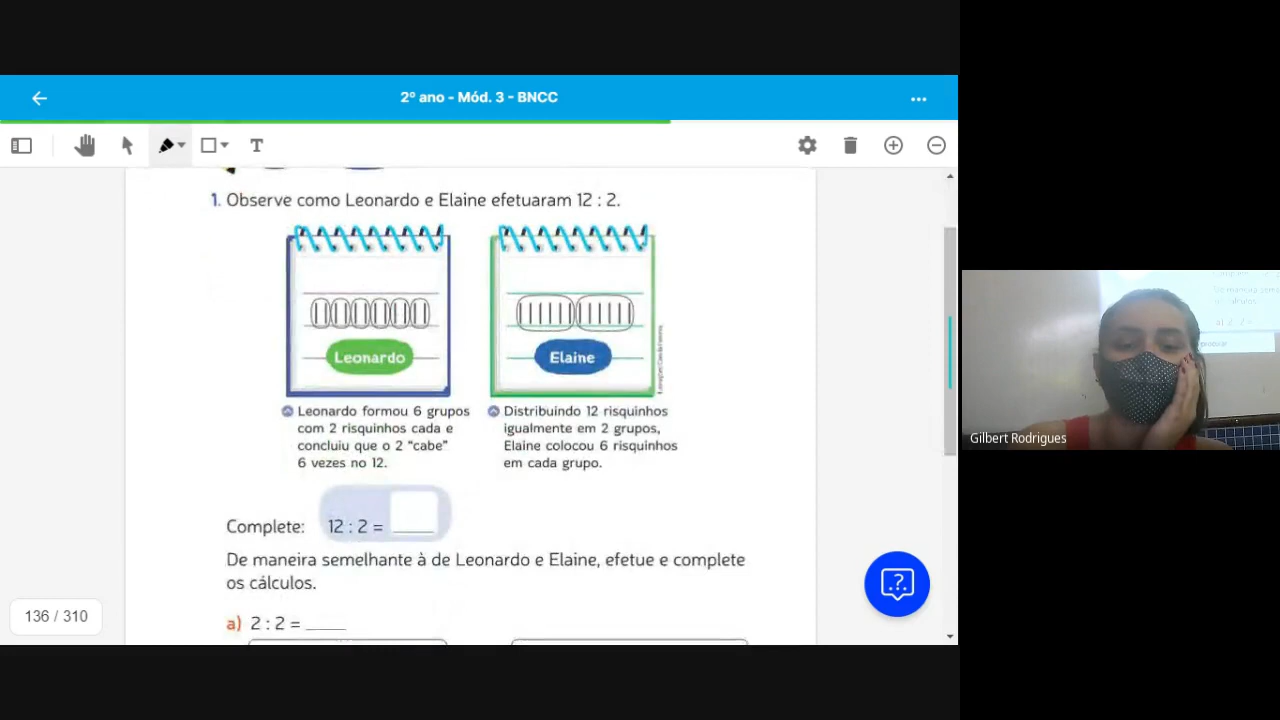 2º ano - Mód. 3 - BNCC
T
1. Observe como Leonardo e Elaine efetuaram 12 : 2.
Leonardo
Elaine
Leonardo formou 6 grupos
com 2 risquinhos cada e
concluiu que o 2 “cabe”
6 vezes no 12.
Distribuindo 12 risquinhos
igualmente em 2 grupos,
Elaine colocou 6 risquinhos
em cada grupo.
Complete: 12 : 2 = ____
De maneira semelhante à de Leonardo e Elaine, efetue e complete
os cálculos.
a) 2 : 2 = ____
136 / 310
Gilbert Rodrigues